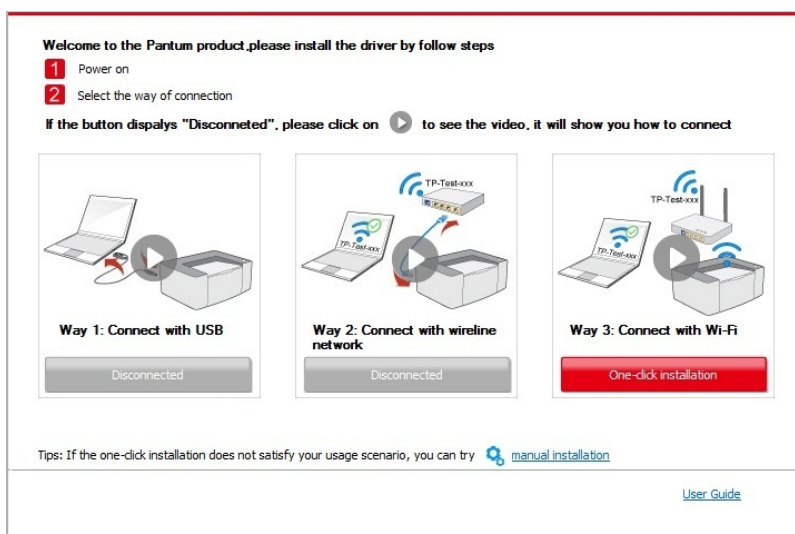 Welcome to the Pantum product,please install the driver by follow steps
1 Power on
2 Select the way of connection
If the button dispalys "Disconneted", please click on to see the video, it will show you how to connect
TP-Test-xxx
TP-Test-xxx
TP-Test-xxx
TP-Test-xxx
Way 1: Connect with USB
Disconnected
Way 2: Connect with wireline
network
Disconnected
Way 3: Connect with Wi-Fi
One-click installation
Tips: If the one-click installation does not satisfy your usage scenario, you can try manual installation
User Guide